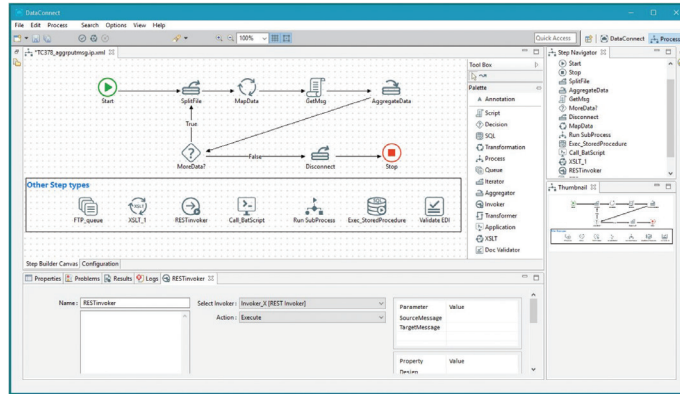 DataConnect
File Edit Process Search Options View Help
100%
Quick Access
DataConnect
Process
*TC378_aggrputmsg.ip.xml
Start
SplitFile
MapData
GetMsg
AggregateData
True
MoreData?
False
Disconnect
Stop
Other Step types
FTP_queue
XSLT_1
RESTinvoker
Call_BatScript
Run SubProcess
Exec_StoredProcedure
Validate EDI
Step Builder Canvas Configuration
Tool Box
Palette
A Annotation
Script
Decision
SQL
Transformation
Process
Queue
Iterator
Aggregator
Invoker
Transformer
Application
XSLT
Doc Validator
Step Navigator
Start
Stop
SplitFile
AggregateData
GetMsg
MoreData?
Disconnect
MapData
Run SubProcess
Exec_StoredProcedure
Call_BatScript
XSLT_1
RESTinvoker
Thumbnail
Properties Problems Results Logs RESTinvoker
Name: RESTinvoker
Select Invoker: Invoker_X [REST Invoker]
Action: Execute
Parameter Value
SourceMessage
TargetMessage
Property Value
Design